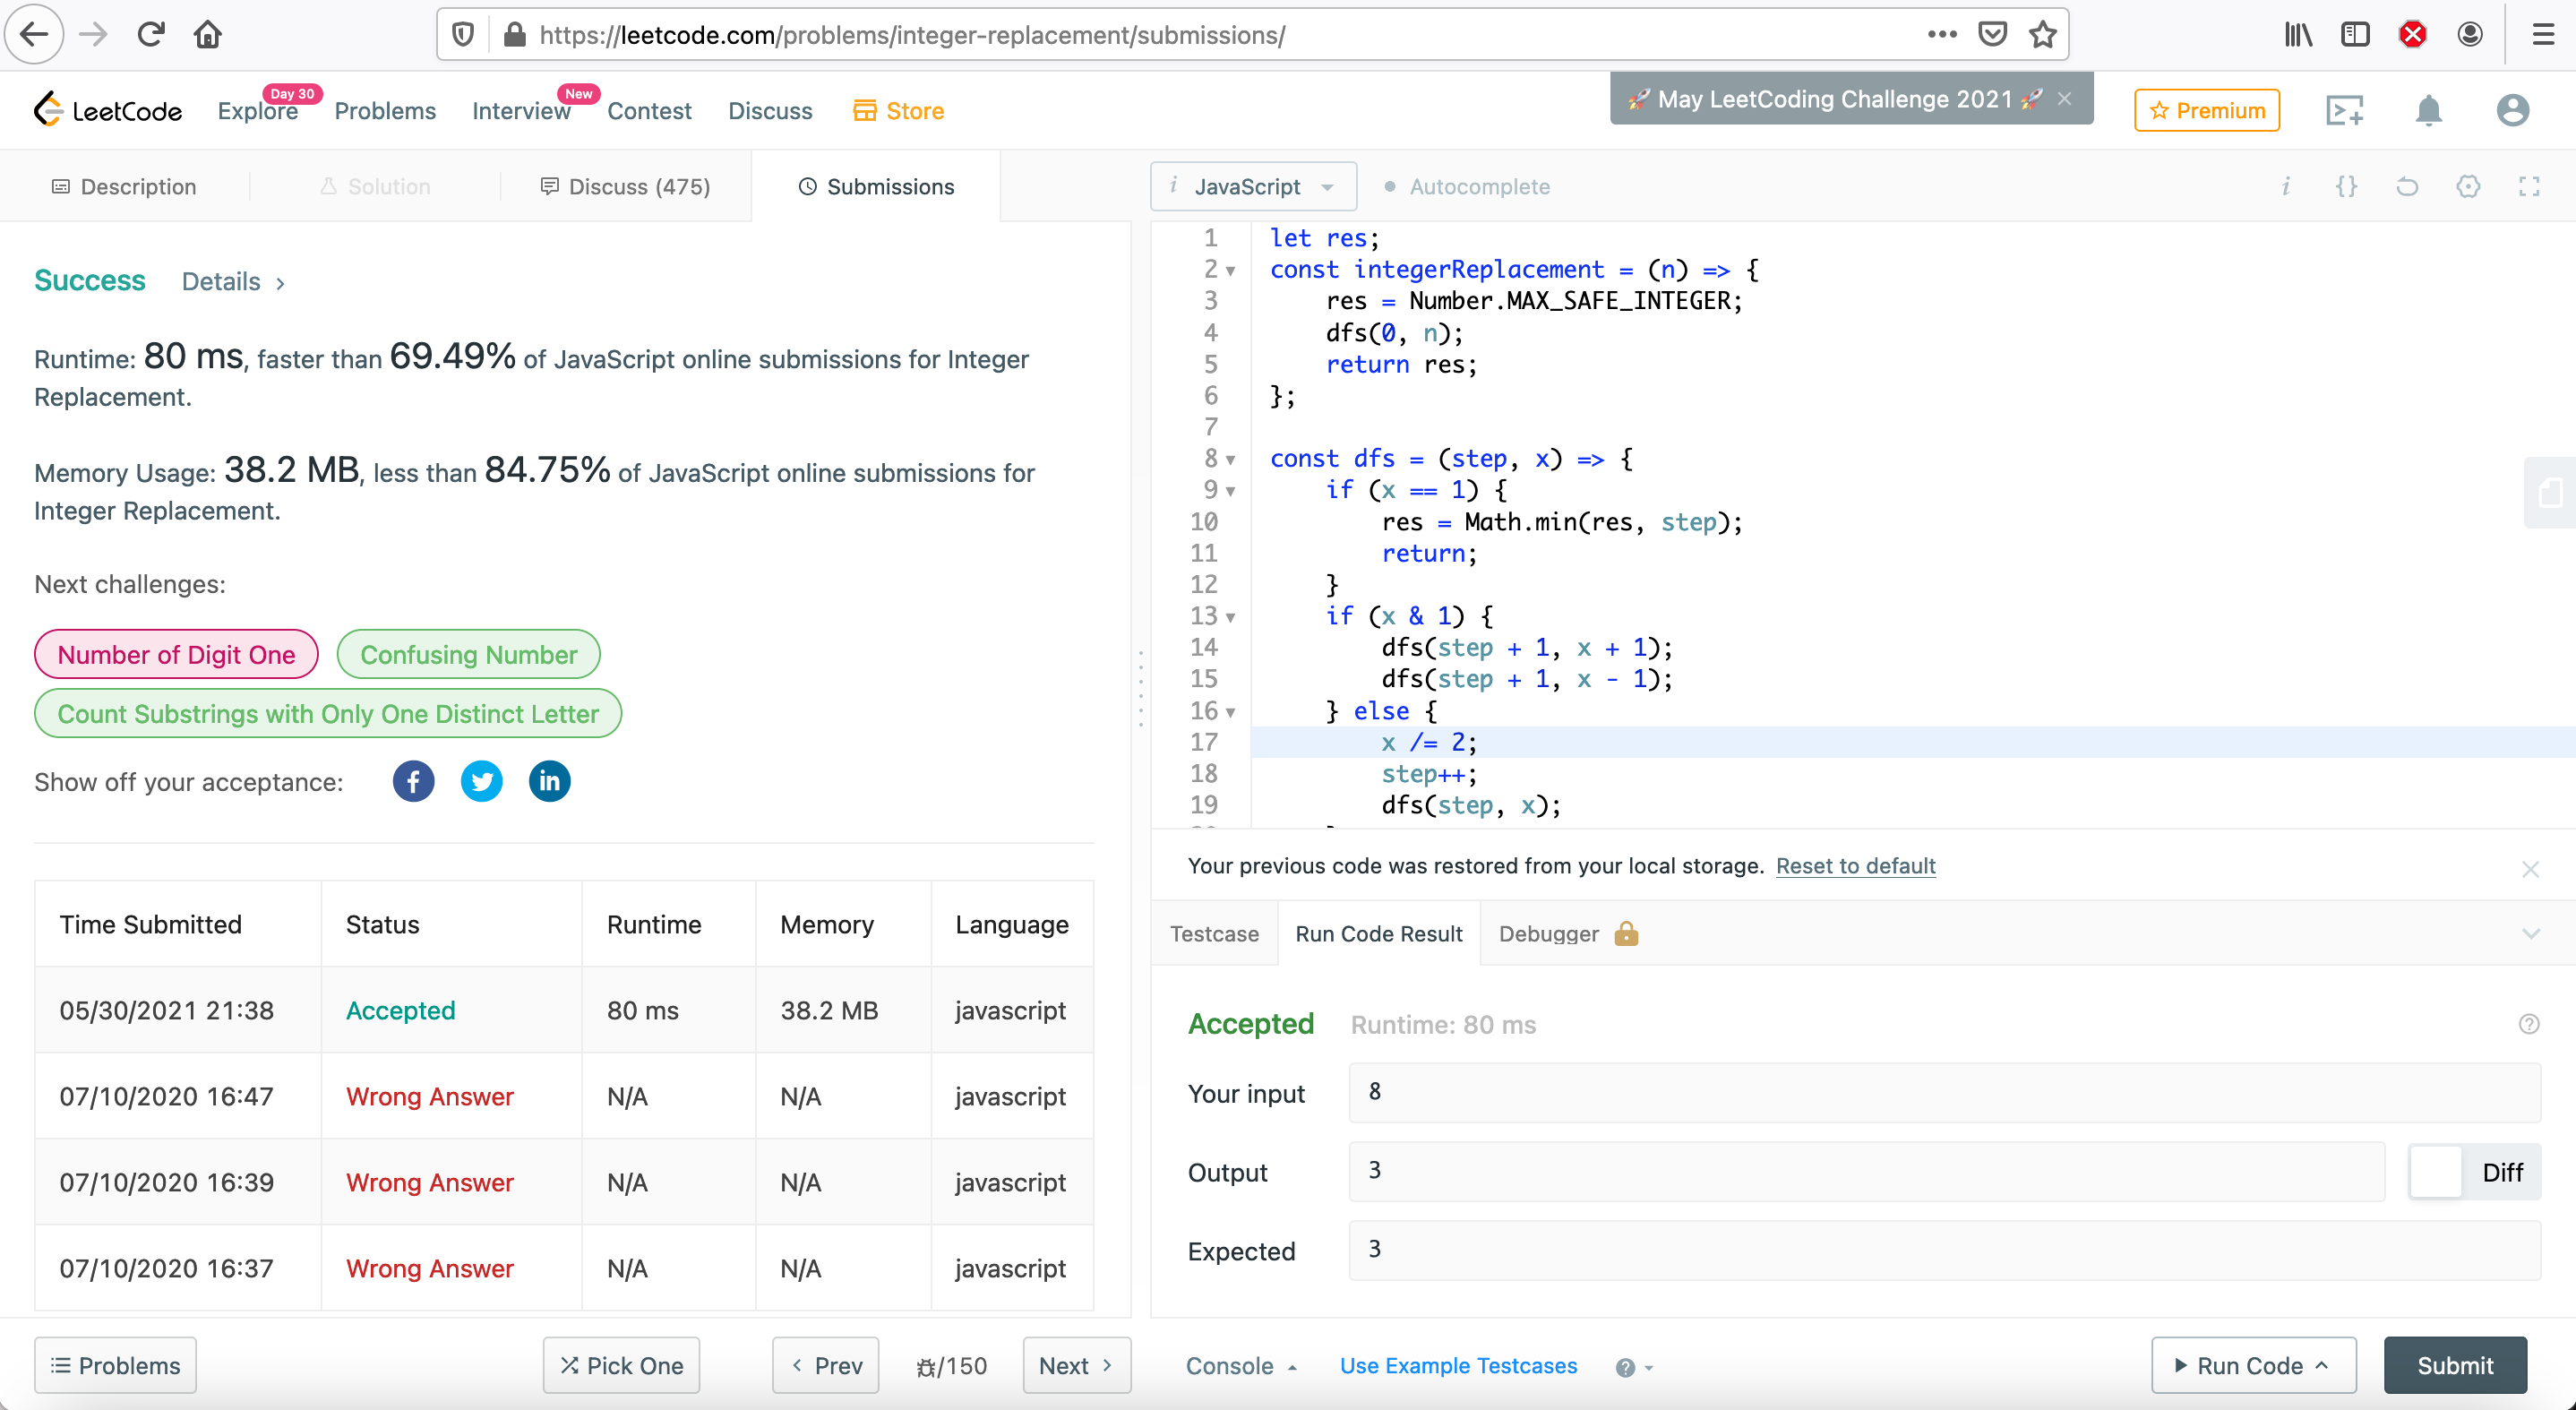 https://leetcode.com/problems/integer-replacement/submissions/
LeetCode
Explore
Day 30
Problems
Interview
New
Contest
Discuss
Store
🚀 May LeetCoding Challenge 2021 🚀 ×
Premium
Description
Solution
Discuss (475)
Submissions
Success
Details >
Runtime: 80 ms, faster than 69.49% of JavaScript online submissions for Integer
Replacement.
Memory Usage: 38.2 MB, less than 84.75% of JavaScript online submissions for
Integer Replacement.
Next challenges:
Number of Digit One
Confusing Number
Count Substrings with Only One Distinct Letter
Show off your acceptance:
Time Submitted Status Runtime Memory Language
05/30/2021 21:38 Accepted 80 ms 38.2 MB javascript
07/10/2020 16:47 Wrong Answer N/A N/A javascript
07/10/2020 16:39 Wrong Answer N/A N/A javascript
07/10/2020 16:37 Wrong Answer N/A N/A javascript
Problems
Pick One
< Prev
/150
Next >
i JavaScript
Autocomplete
i {}
1 let res;
2 const integerReplacement = (n) => {
3 res = Number.MAX_SAFE_INTEGER;
4 dfs(0, n);
5 return res;
6 };
7
8 const dfs = (step, x) => {
9 if (x == 1) {
10 res = Math.min(res, step);
11 return;
12 }
13 if (x & 1) {
14 dfs(step + 1, x + 1);
15 dfs(step + 1, x - 1);
16 } else {
17 x /= 2;
18 step++;
19 dfs(step, x);
Your previous code was restored from your local storage. Reset to default
Testcase
Run Code Result
Debugger
Accepted
Runtime: 80 ms
Your input
8
Output
3
Diff
Expected
3
Console
Use Example Testcases
Run Code
Submit